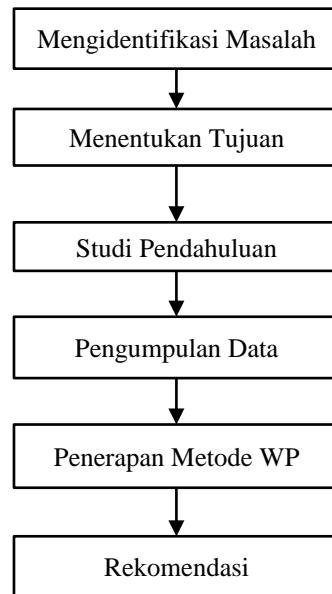 Mengidentifikasi Masalah
Menentukan Tujuan
Studi Pendahuluan
Pengumpulan Data
Penerapan Metode WP
Rekomendasi